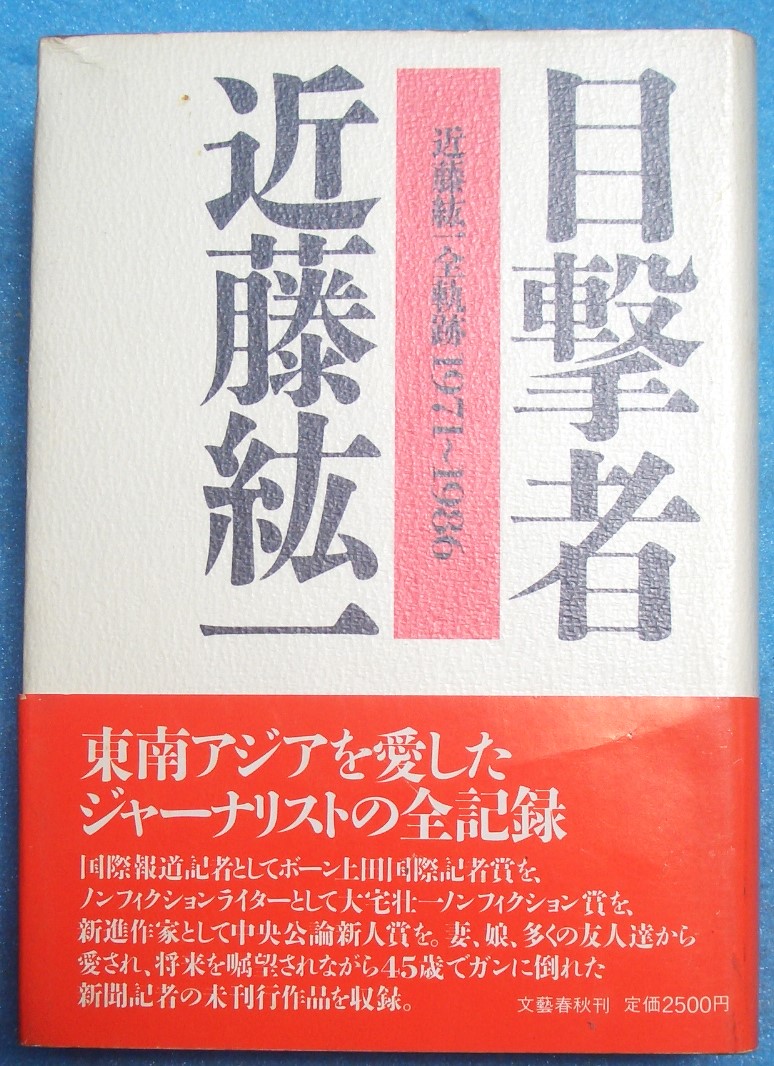 目撃者
近藤紘一全軌跡1971〜1986
近藤紘一
東南アジアを愛した
ジャーナリストの全記録
国際報道記者としてボーン上田国際記者賞を、
ノンフィクションライターとして大宅壮一ノンフィクション賞を、
新進作家として中央公論新人賞を。妻、娘、多くの友人達から
愛され、将来を嘱望されながら45歳でガンに倒れた
新聞記者の未刊行作品を収録。
文藝春秋刊 定価2500円